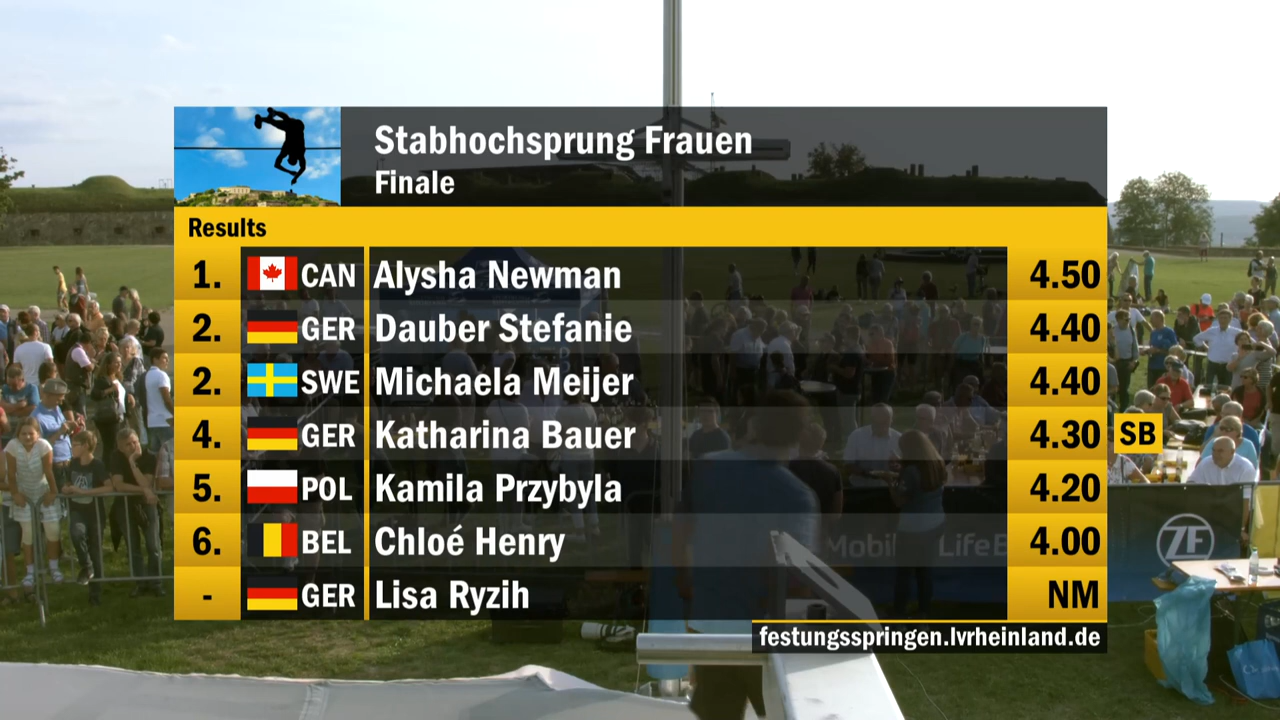 Stabhochsprung Frauen
Finale
Results
1. CAN Alysha Newman 4.50
2. GER Dauber Stefanie 4.40
2. SWE Michaela Meijer 4.40
4. GER Katharina Bauer 4.30 SB
5. POL Kamila Przybyla 4.20
6. BEL Chloé Henry 4.00
- GER Lisa Ryzih NM
festungsspringen.lvrheinland.de
Mobil
ZF